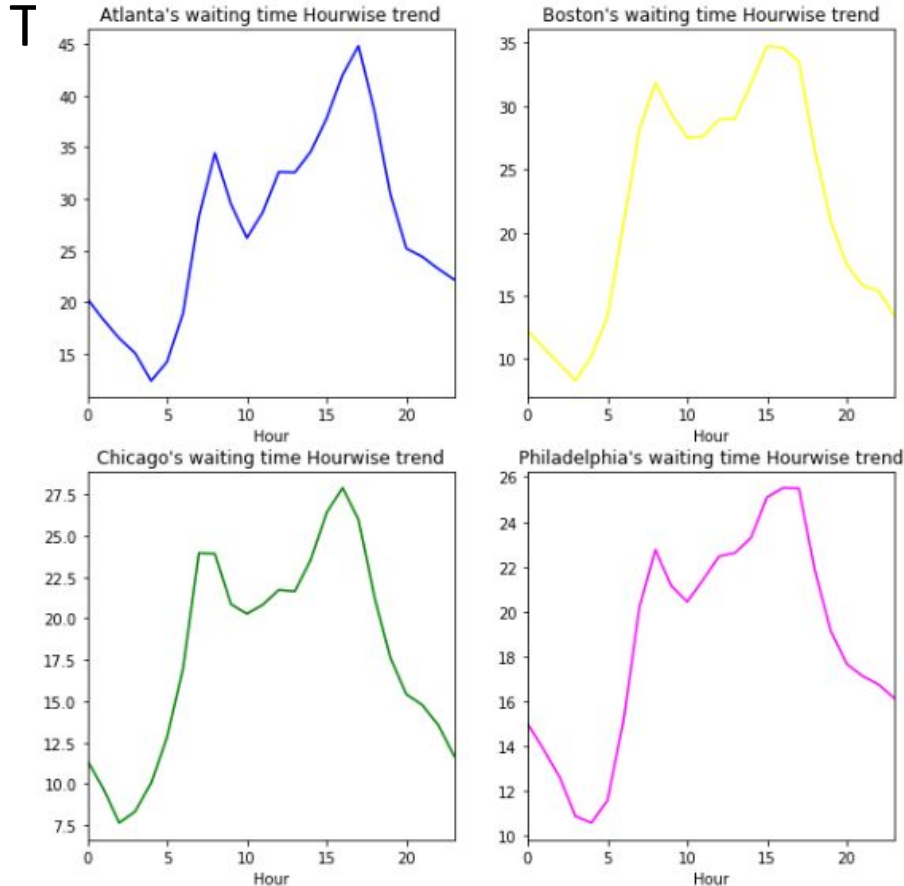 T
Atlanta's waiting time Hourwise trend
45
40
35
30
25
20
15
0 5 10 15 20
Hour
Boston's waiting time Hourwise trend
35
30
25
20
15
10
0 5 10 15 20
Hour
Chicago's waiting time Hourwise trend
27.5
25.0
22.5
20.0
17.5
15.0
12.5
10.0
7.5
0 5 10 15 20
Hour
Philadelphia's waiting time Hourwise trend
26
24
22
20
18
16
14
12
10
0 5 10 15 20
Hour